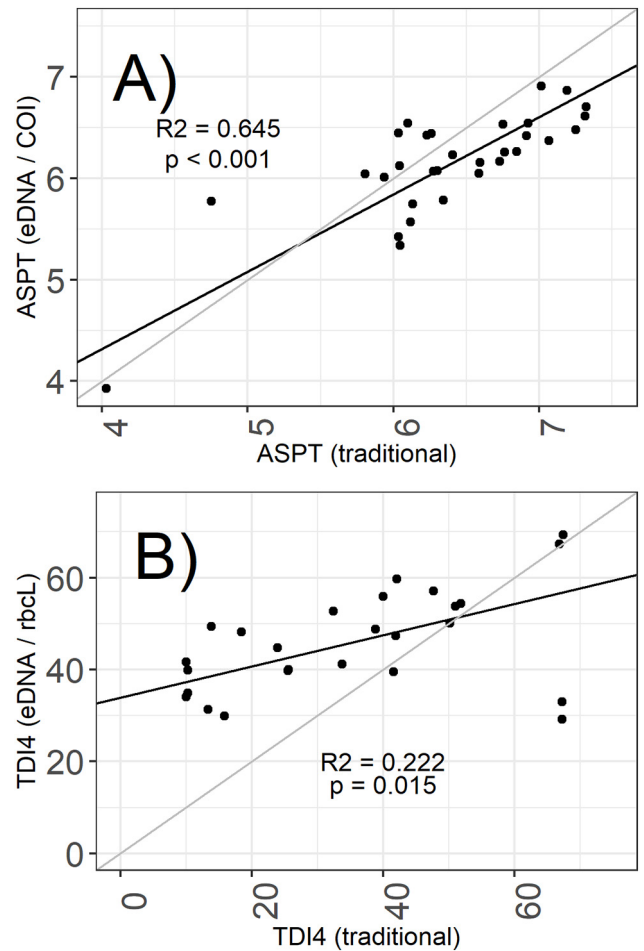 A)
R2 = 0.645
p < 0.001
7
6
5
4
ASPT (eDNA / COI)
4
5
6
7
ASPT (traditional)
B)
R2 = 0.222
p = 0.015
60
40
20
0
TDI4 (eDNA / rbcL)
0
20
40
60
TDI4 (traditional)